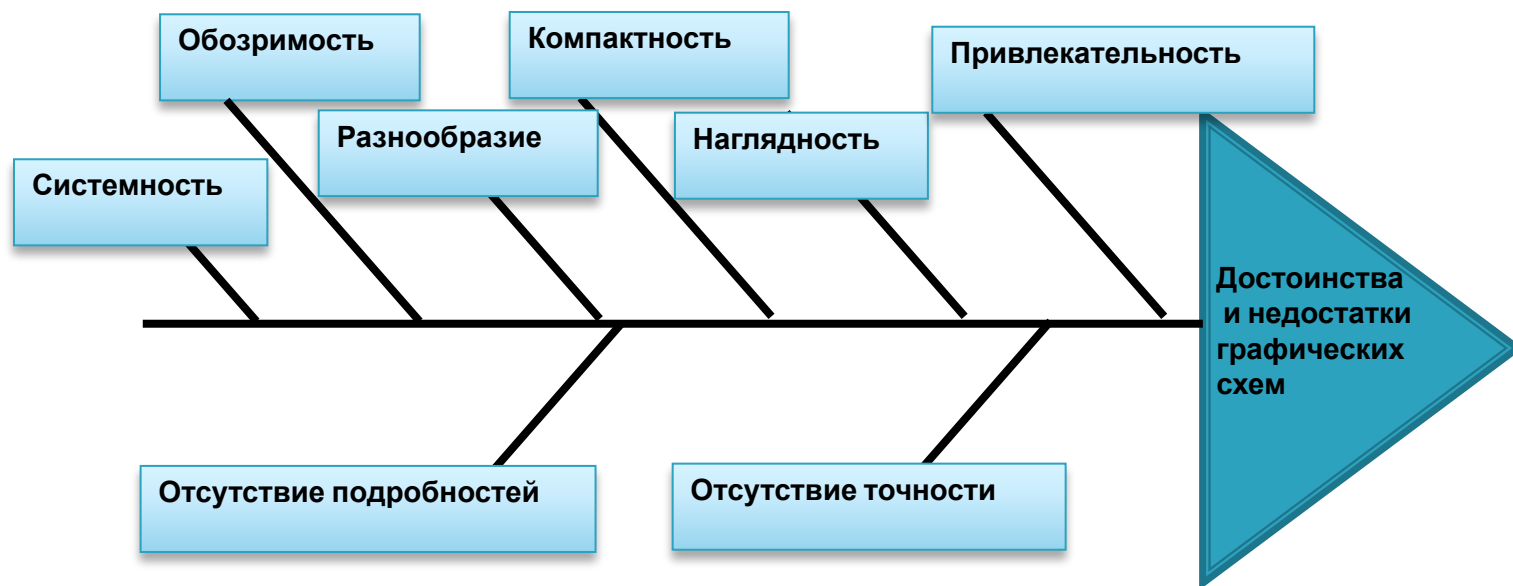 Обозримость
Компактность
Привлекательность
Разнообразие
Наглядность
Системность
Достоинства
и недостатки
графических
схем
Отсутствие подробностей
Отсутствие точности